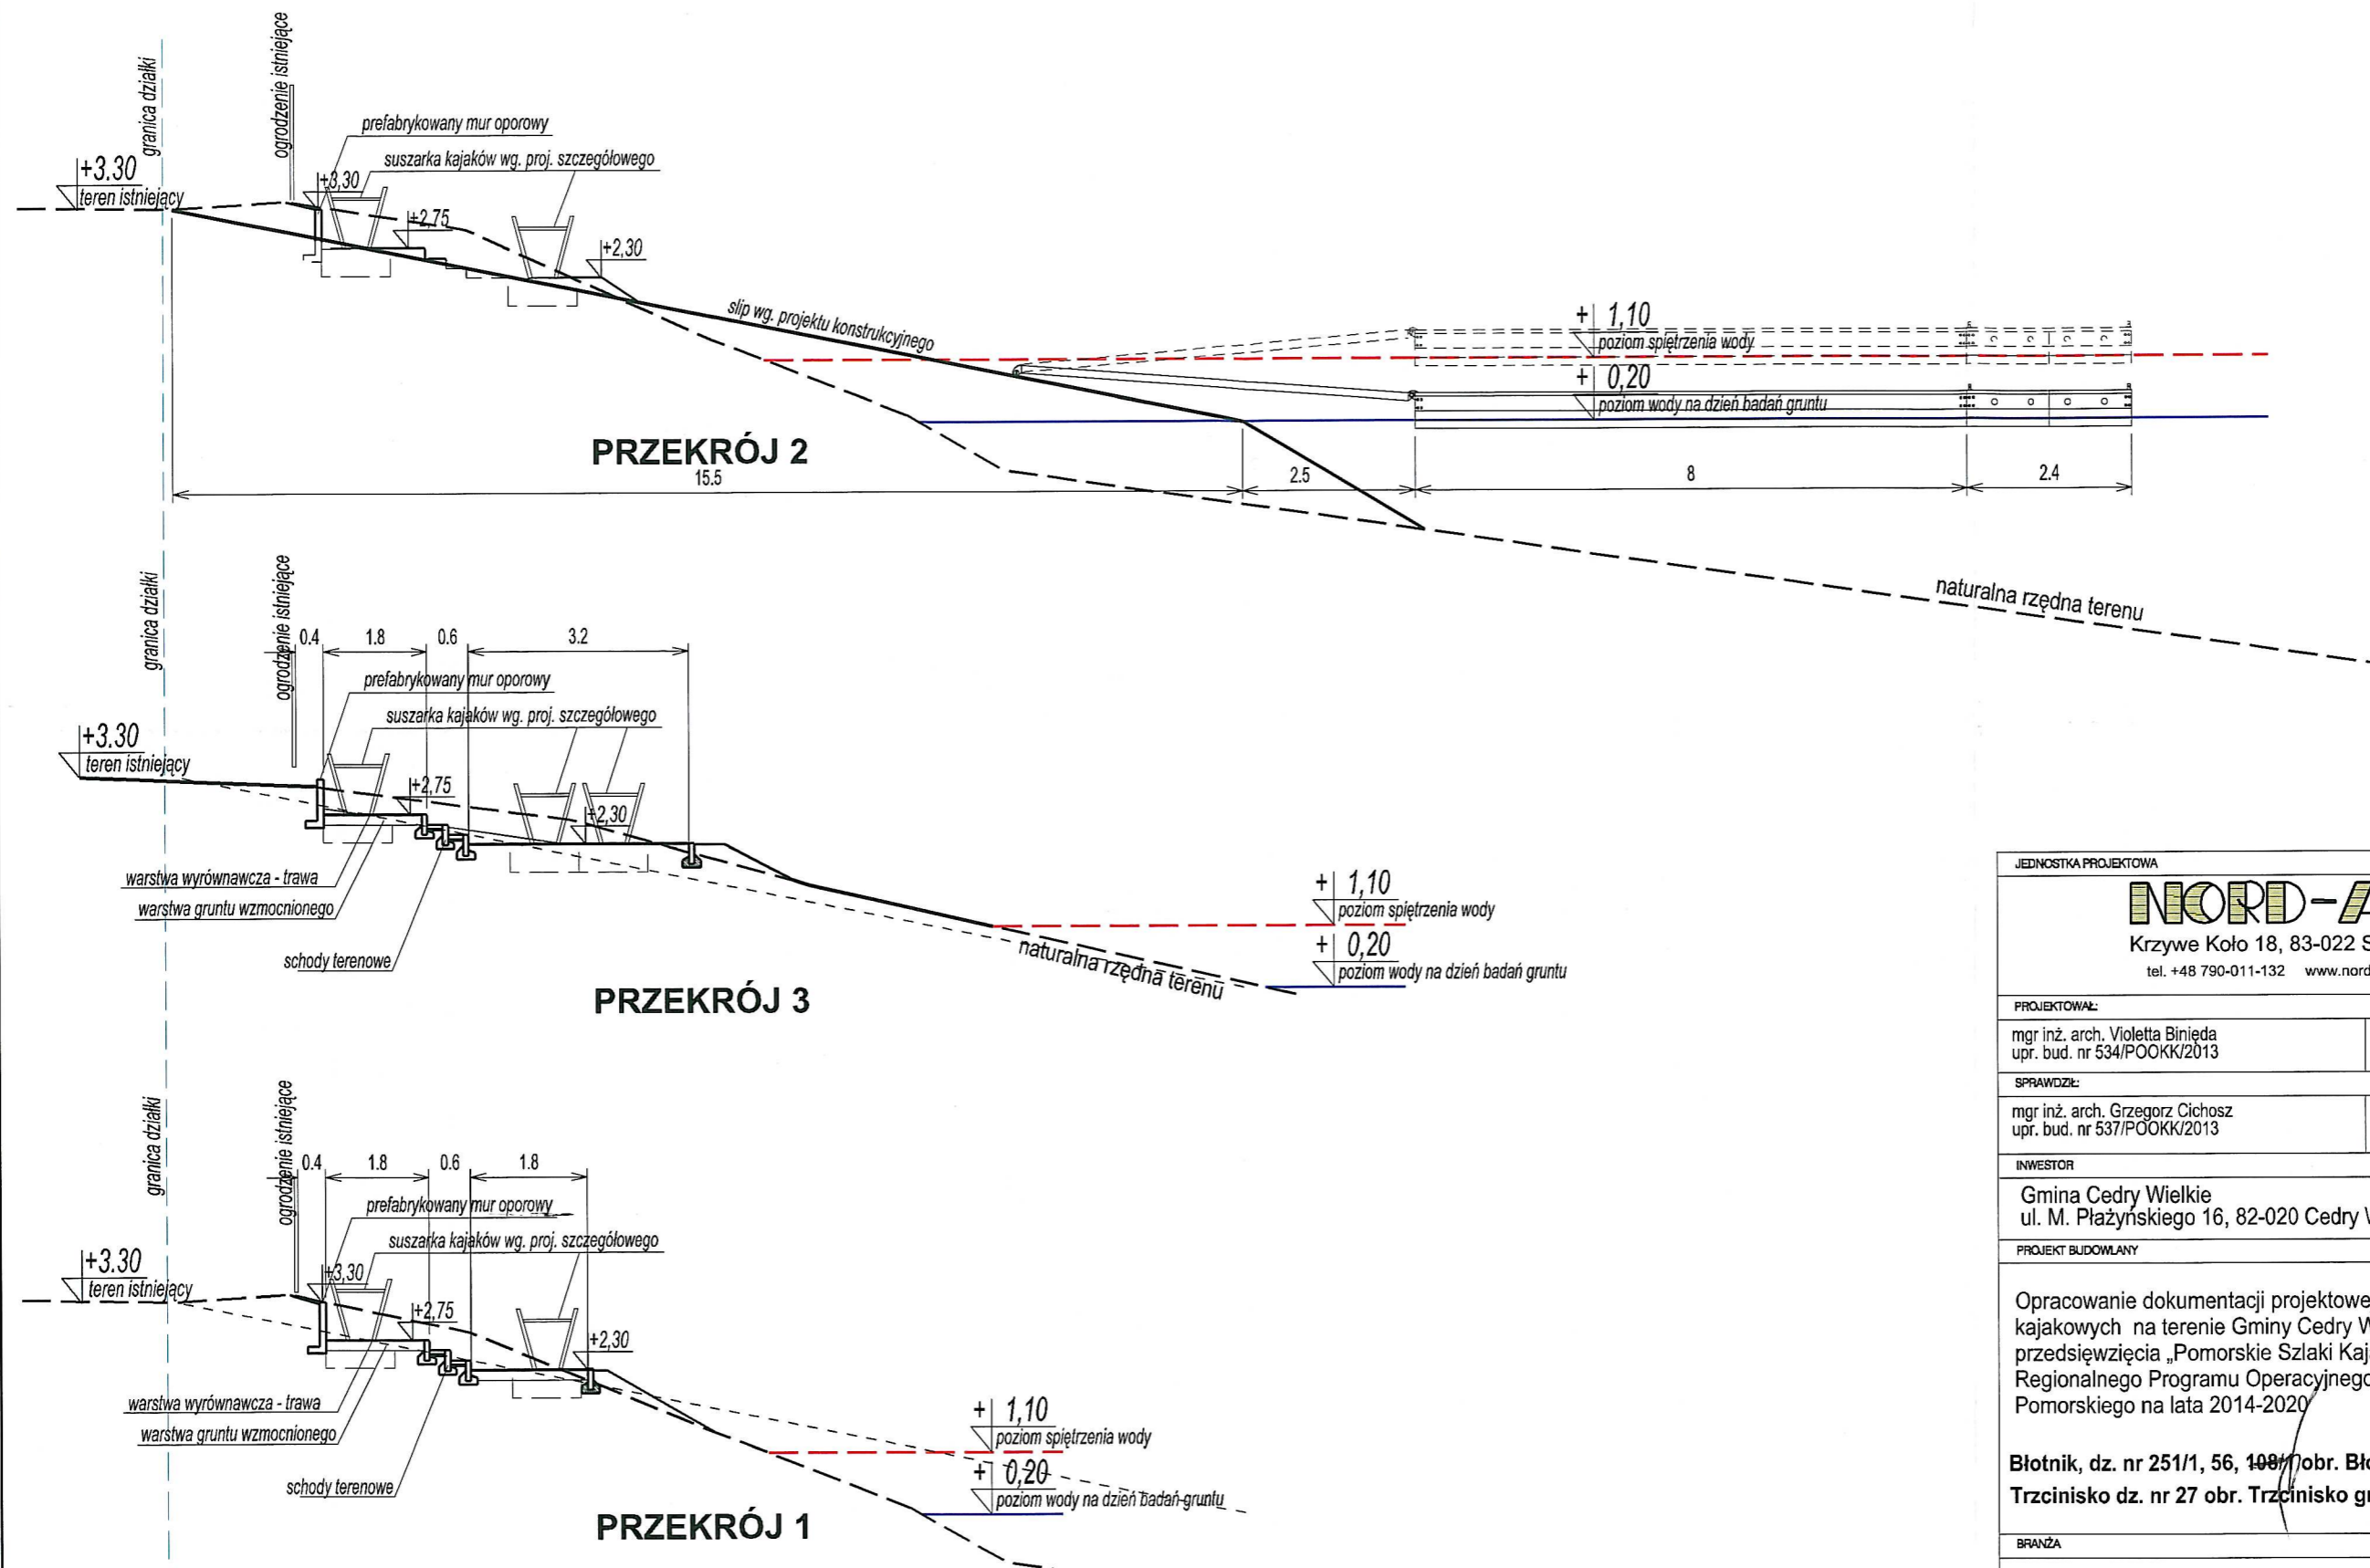 granica działki
ogrodzenie istniejące
prefabrykowany mur oporowy
suszarka kajaków wg. proj. szczegółowego
+3.30
teren istniejący
+3,30
+2,75
+2,30
slip wg. projektu konstrukcyjnego
+ 1,10
poziom spiętrzenia wody
+ 0,20
poziom wody na dzień badań gruntu
PRZEKRÓJ 2
15.5
2.5
8
2.4
naturalna rzędna terenu
granica działki
ogrodzenie istniejące
0.4
1.8
0.6
3.2
prefabrykowany mur oporowy
suszarka kajaków wg. proj. szczegółowego
+3.30
teren istniejący
+2,75
+2,30
warstwa wyrównawcza - trawa
warstwa gruntu wzmocnionego
schody terenowe
+ 1,10
poziom spiętrzenia wody
+ 0,20
poziom wody na dzień badań gruntu
naturalna rzędna terenu
PRZEKRÓJ 3
granica działki
ogrodzenie istniejące
0.4
1.8
0.6
1.8
prefabrykowany mur oporowy
suszarka kajaków wg. proj. szczegółowego
+3.30
teren istniejący
+3,30
+2,75
+2,30
warstwa wyrównawcza - trawa
warstwa gruntu wzmocnionego
schody terenowe
+ 1,10
poziom spiętrzenia wody
+ 0,20
poziom wody na dzień badań gruntu
PRZEKRÓJ 1
JEDNOSTKA PROJEKTOWA
NORD-A
Krzywe Koło 18, 83-022 S
tel. +48 790-011-132 www.nord
PROJEKTOWAŁ:
mgr inż. arch. Violetta Binięda
upr. bud. nr 534/POOKK/2013
SPRAWDZIŁ:
mgr inż. arch. Grzegorz Cichosz
upr. bud. nr 537/POOKK/2013
INWESTOR
Gmina Cedry Wielkie
ul. M. Płażyńskiego 16, 82-020 Cedry W
PROJEKT BUDOWLANY
Opracowanie dokumentacji projektowe
kajakowych na terenie Gminy Cedry W
przedsięwzięcia „Pomorskie Szlaki Kaj
Regionalnego Programu Operacyjnego
Pomorskiego na lata 2014-2020
Błotnik, dz. nr 251/1, 56, 108/1 obr. Bło
Trzcinisko dz. nr 27 obr. Trzcinisko gr
BRANŻA